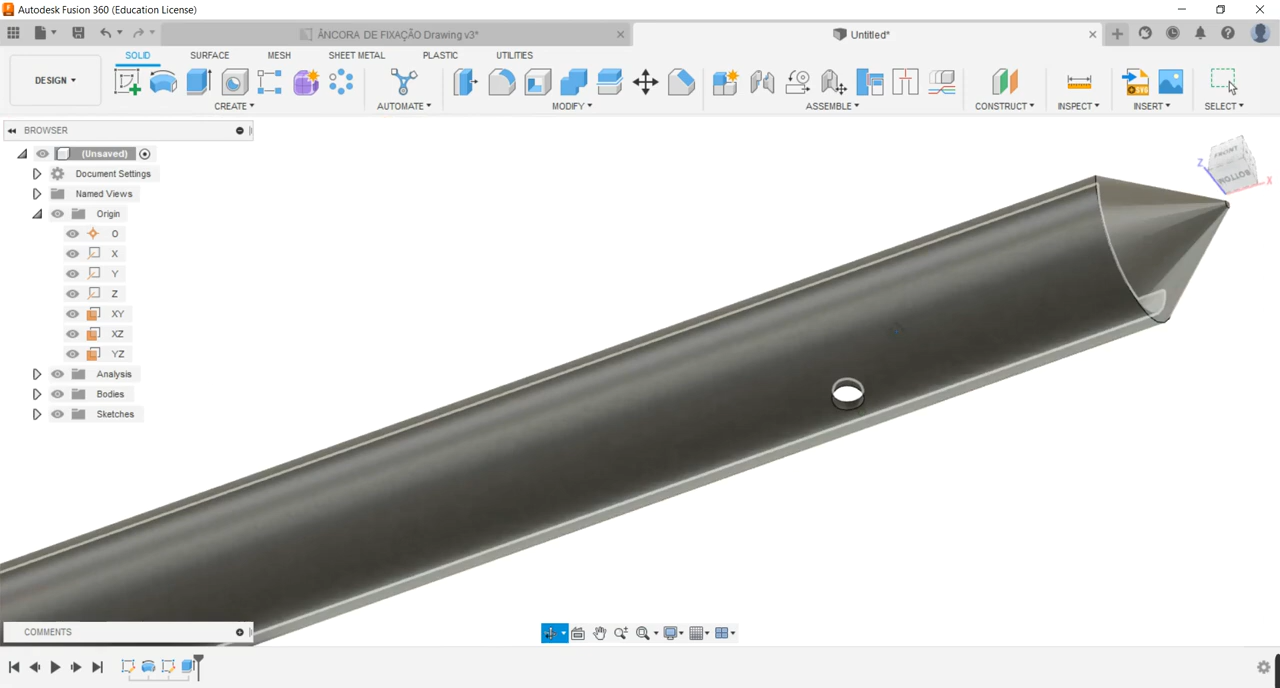 Autodesk Fusion 360 (Education License)
ÂNCORA DE FIXAÇÃO Drawing v3*
Untitled*
SOLID SURFACE MESH SHEET METAL PLASTIC UTILITIES
DESIGN
CREATE AUTOMATE MODIFY ASSEMBLE CONSTRUCT INSPECT INSERT SELECT
BROWSER
(Unsaved)
Document Settings
Named Views
Origin
O
X
Y
Z
XY
XZ
YZ
Analysis
Bodies
Sketches
FRONT
BOTTOM
Z
X
COMMENTS